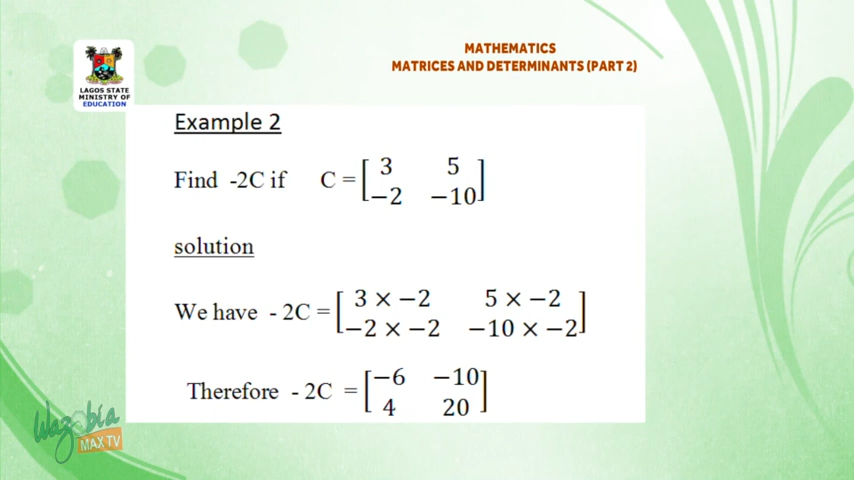 MATHEMATICS
MATRICES AND DETERMINANTS (PART 2)
LAGOS STATE
MINISTRY OF
EDUCATION
Example 2
Find -2C if C = [ 3 5
−2 −10 ]
solution
We have - 2C = [ 3 × −2 5 × −2
−2 × −2 −10 × −2 ]
Therefore - 2C = [ −6 −10
4 20 ]
Wazobia
MAX TV